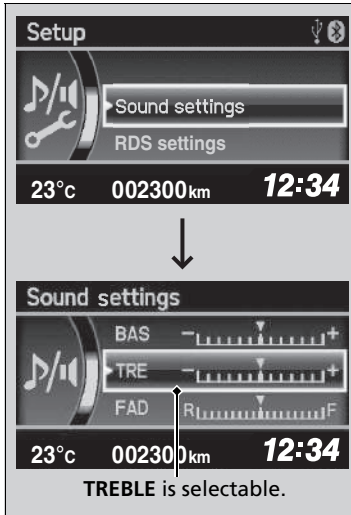 Setup
Sound settings
RDS settings
23°c 002300km 12:34
Sound settings
BAS - +
TRE - +
FAD R F
23°c 002300km 12:34
TREBLE is selectable.